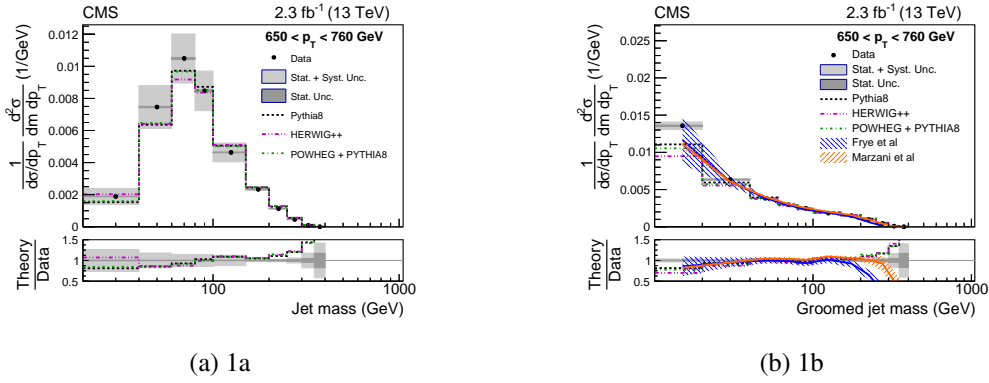 CMS 2.3 fb⁻¹ (13 TeV)
650 < p_T < 760 GeV
Data
Stat. + Syst. Unc.
Stat. Unc.
Pythia8
HERWIG++
POWHEG + PYTHIA8
1 d²σ (1/GeV)
dσ/dp_T dm dp_T
0.012
0.01
0.008
0.006
0.004
0.002
0
Theory
Data
1.5
1
0.5
100 1000
Jet mass (GeV)
(a) 1a
CMS 2.3 fb⁻¹ (13 TeV)
650 < p_T < 760 GeV
Data
Stat. + Syst. Unc.
Stat. Unc.
Pythia8
HERWIG++
POWHEG + PYTHIA8
Frye et al
Marzani et al
1 d²σ (1/GeV)
dσ/dp_T dm dp_T
0.025
0.02
0.015
0.01
0.005
0
Theory
Data
1.5
1
0.5
100 1000
Groomed jet mass (GeV)
(b) 1b